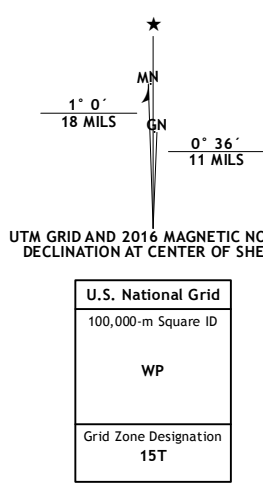 ★
MN
1° 0´
18 MILS
GN
0° 36´
11 MILS
UTM GRID AND 2016 MAGNETIC NO
DECLINATION AT CENTER OF SHE
U.S. National Grid
100,000-m Square ID
WP
Grid Zone Designation
15T